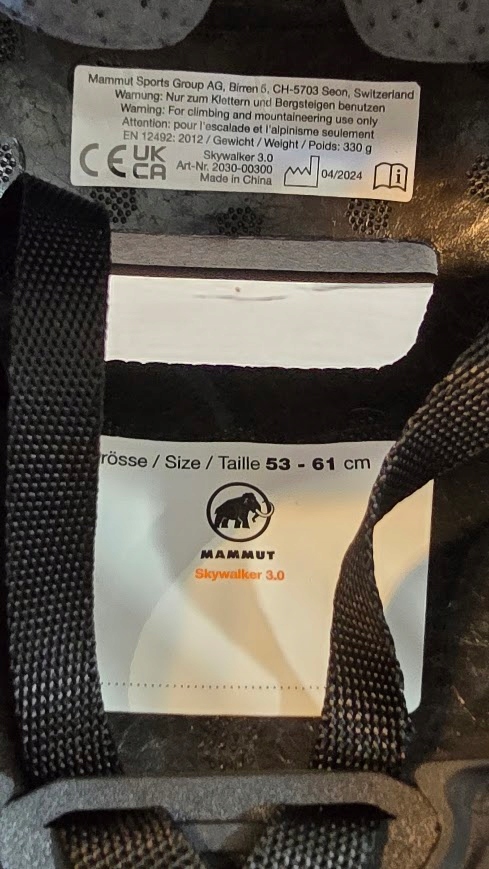 Mammut Sports Group AG, Birren 5, CH-5703 Seon, Switzerland
Warnung: Nur zum Klettern und Bergsteigen benutzen
Warning: For climbing and mountaineering use only
Attention: pour l'escalade et l'alpinisme seulement
EN 12492: 2012 / Gewicht / Weight / Poids: 330 g
CE UK CA
Skywalker 3.0
Art-Nr. 2030-00300
Made in China
04/2024
i
rösse / Size / Taille 53 - 61 cm
MAMMUT
Skywalker 3.0